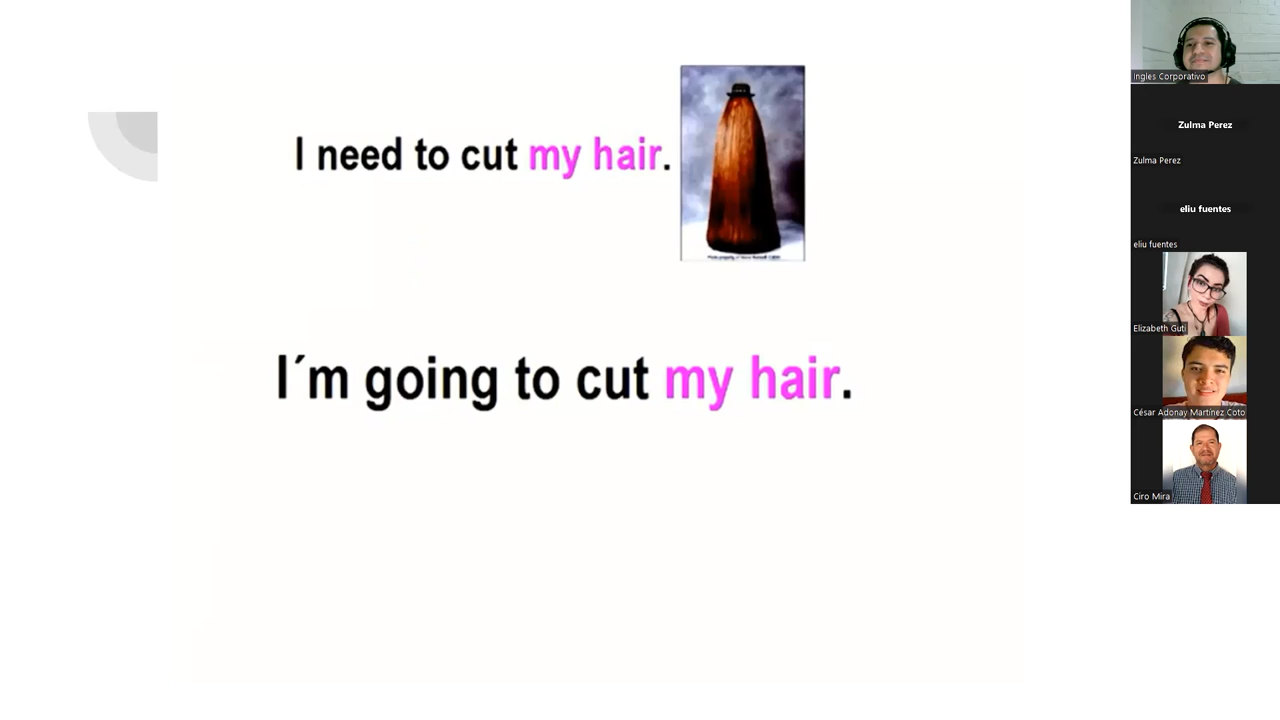 I need to cut my hair.
I´m going to cut my hair.
Ingles Corporativo
Zulma Perez
Zulma Perez
eliu fuentes
eliu fuentes
Elizabeth Guti
César Adonay Martínez Coto
Ciro Mira